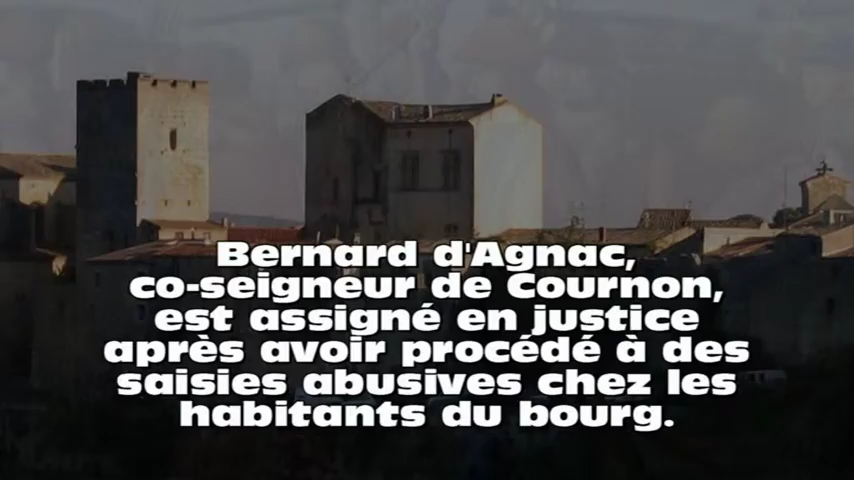 Bernard d'Agnac,
co-seigneur de Cournon,
est assigné en justice
après avoir procédé à des
saisies abusives chez les
habitants du bourg.